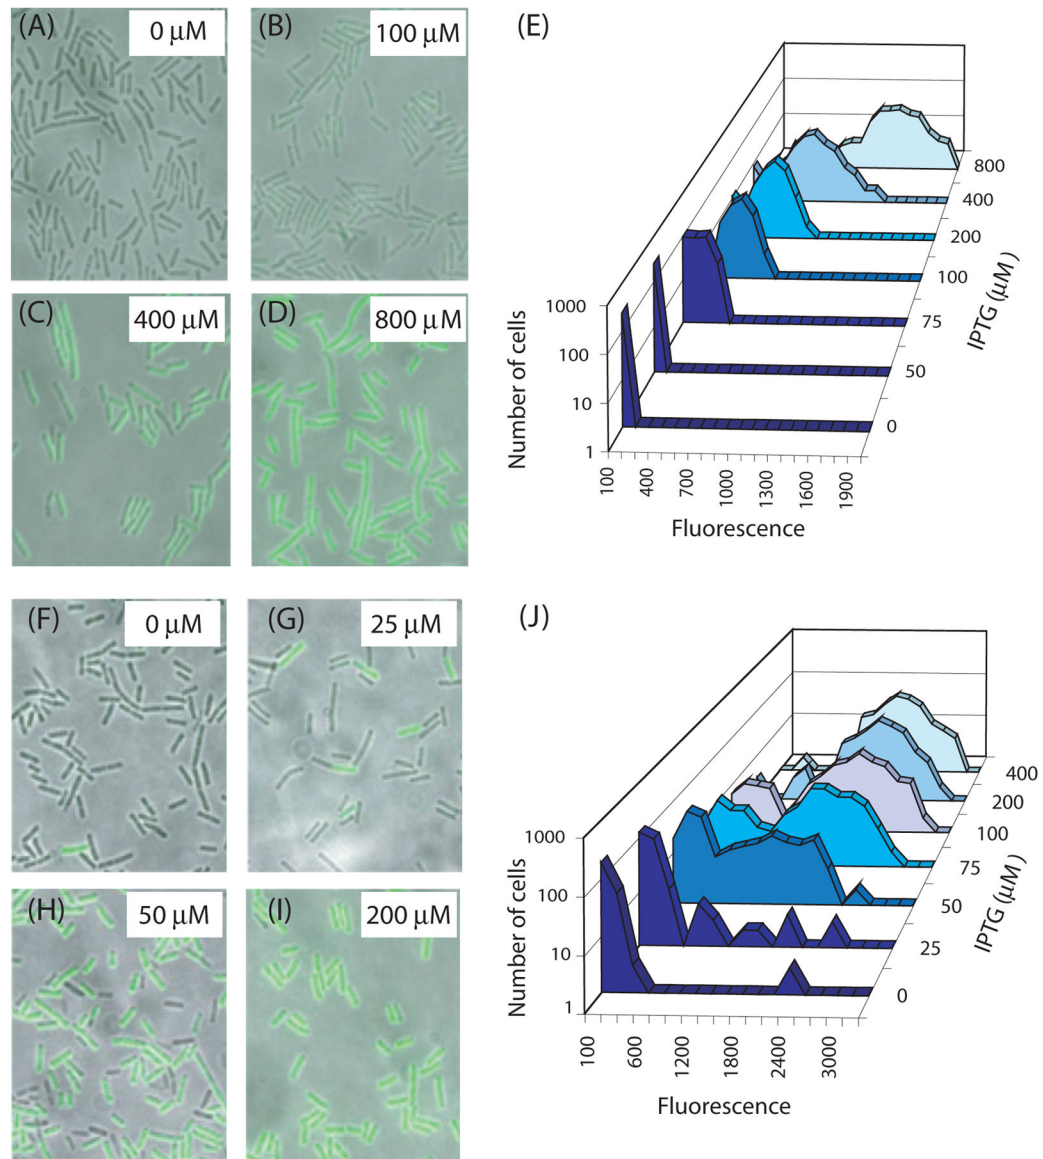 (A)
0 μM
(B)
100 μM
(C)
400 μM
(D)
800 μM
(E)
Number of cells
1000
100
10
1
100
400
700
1000
1300
1600
1900
Fluorescence
800
400
200
100
75
50
0
IPTG (μM)
(F)
0 μM
(G)
25 μM
(H)
50 μM
(I)
200 μM
(J)
Number of cells
1000
100
10
1
100
600
1200
1800
2400
3000
Fluorescence
400
200
100
75
50
25
0
IPTG (μM)